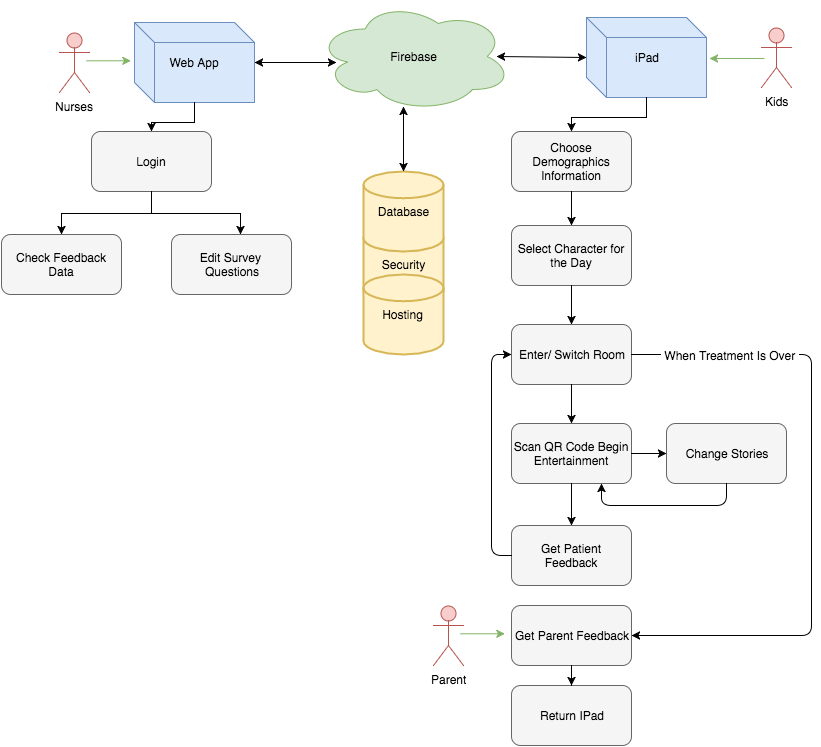 Nurses
Web App
Firebase
iPad
Kids
Login
Check Feedback
Data
Edit Survey
Questions
Database
Security
Hosting
Choose
Demographics
Information
Select Character for
the Day
Enter/ Switch Room
When Treatment Is Over
Scan QR Code Begin
Entertainment
Change Stories
Get Patient
Feedback
Parent
Get Parent Feedback
Return IPad